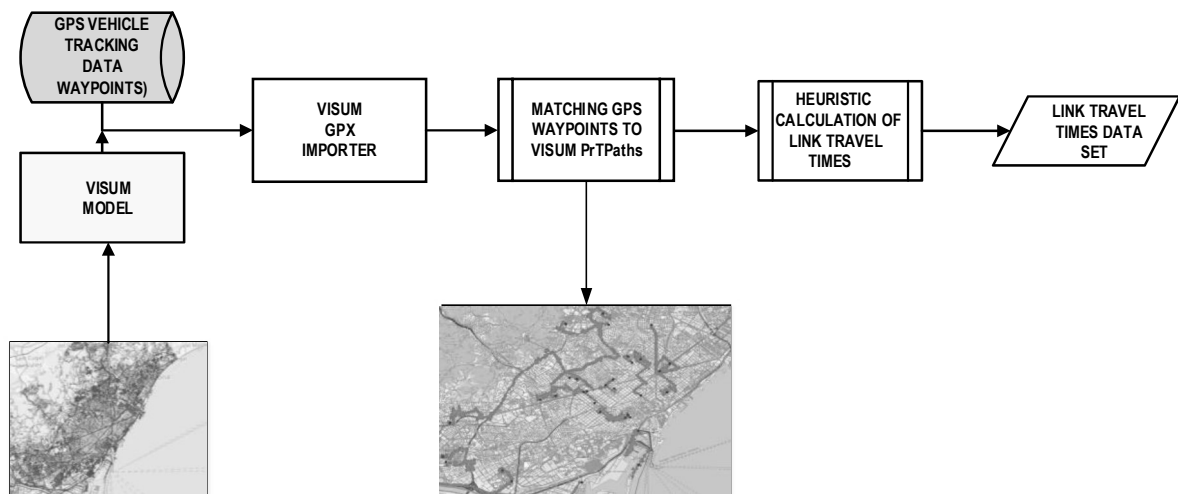 GPS VEHICLE
TRACKING
DATA
WAYPOINTS)
VISUM
GPX
IMPORTER
MATCHING GPS
WAYPOINTS TO
VISUM PrTPaths
HEURISTIC
CALCULATION OF
LINK TRAVEL
TIMES
LINK TRAVEL
TIMES DATA
SET
VISUM
MODEL